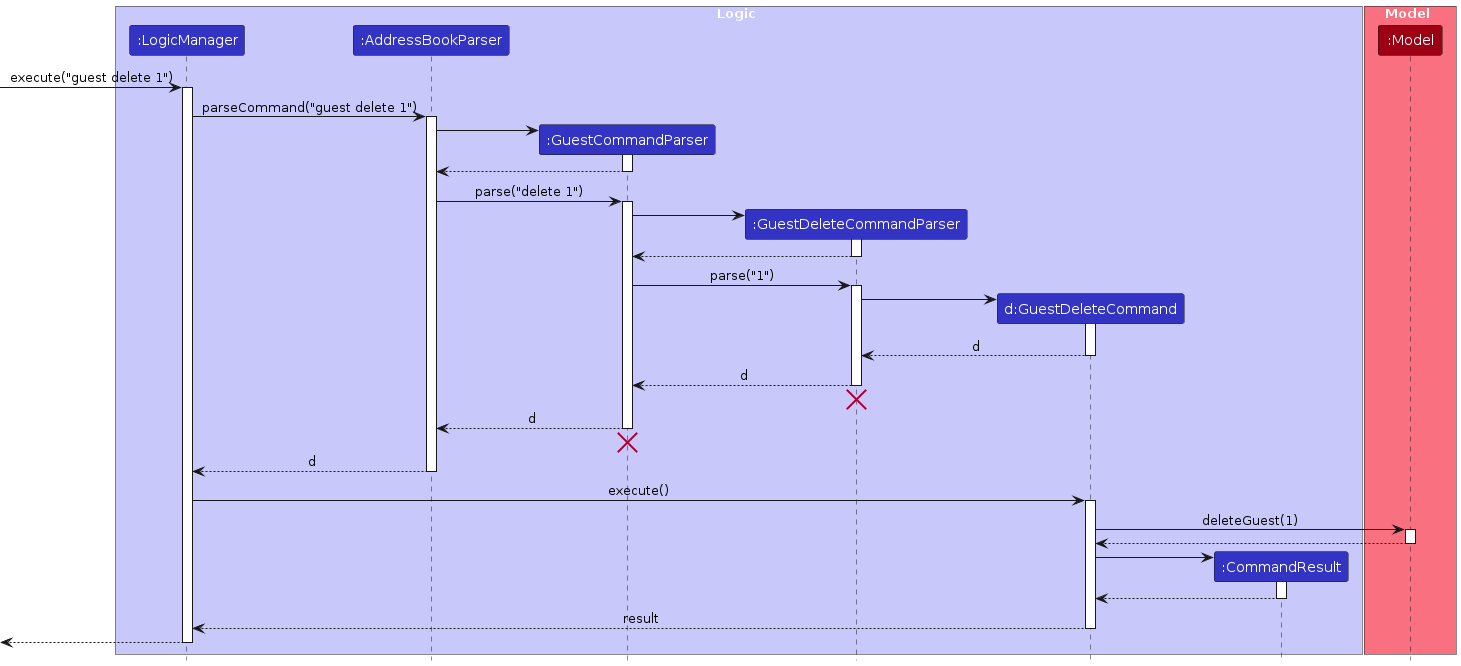 Logic
Model
:LogicManager
:AddressBookParser
:Model
execute("guest delete 1")
parseCommand("guest delete 1")
:GuestCommandParser
parse("delete 1")
:GuestDeleteCommandParser
parse("1")
d:GuestDeleteCommand
d
d
d
d
execute()
deleteGuest(1)
:CommandResult
result